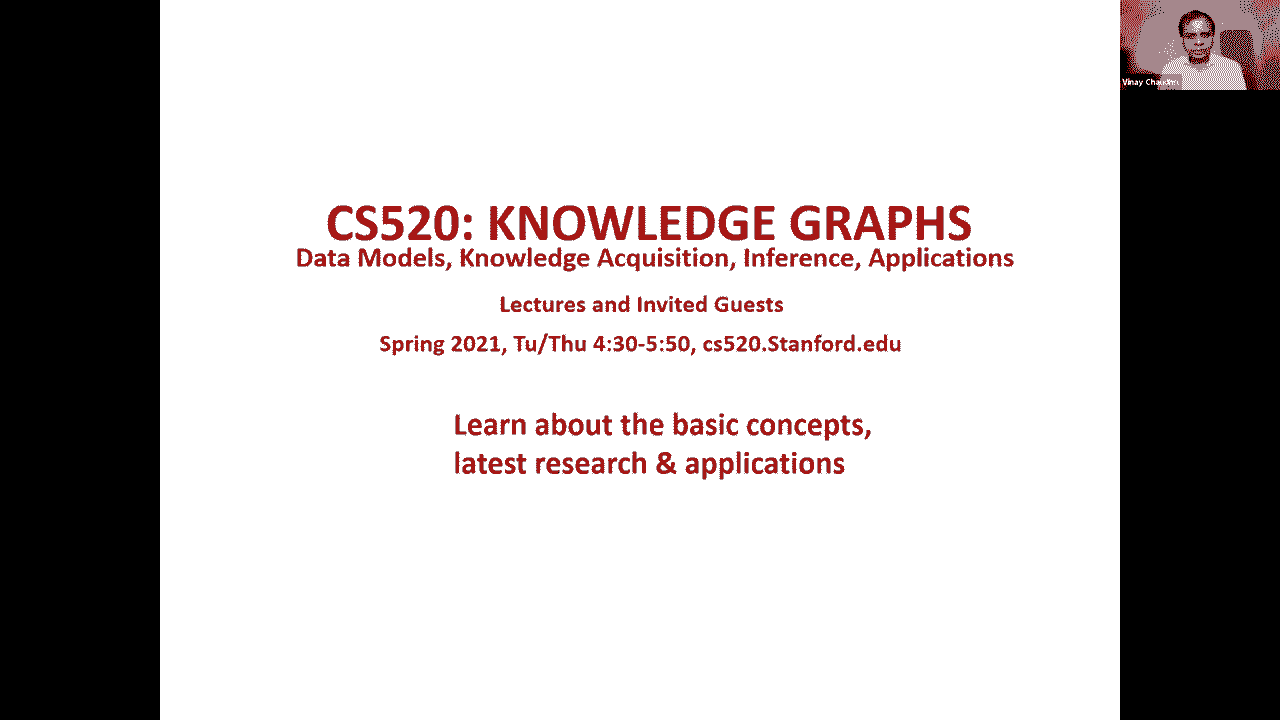 CS520: KNOWLEDGE GRAPHS
Data Models, Knowledge Acquisition, Inference, Applications
Lectures and Invited Guests
Spring 2021, Tu/Thu 4:30-5:50, cs520.Stanford.edu
Learn about the basic concepts,
latest research & applications
Vinay